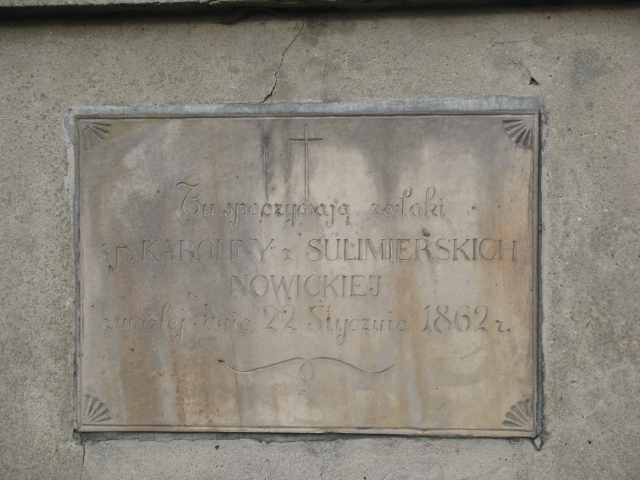 Tu spoczywają zwłoki
ś.p. KAROLINY z SULIMIERSKICH
NOWICKIEJ
zmarłej dnia 22 Stycznia 1862 r.